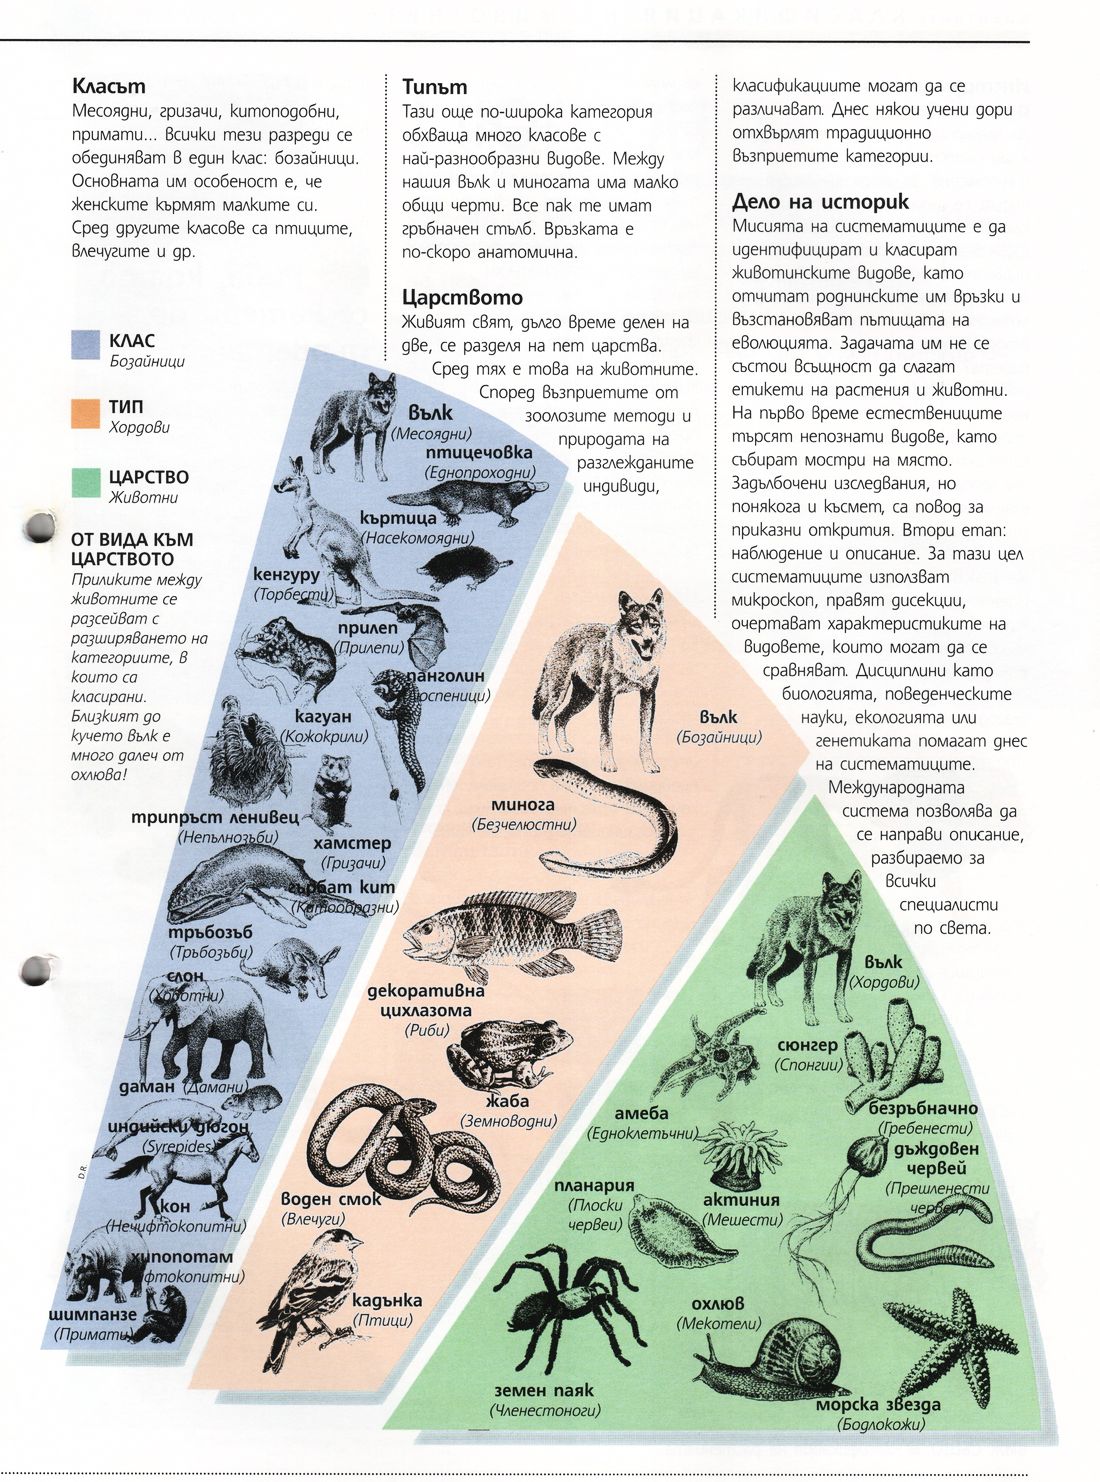 Класът
Месоядни, гризачи, китоподобни,
примати... Всички тези разреди се
обединяват в един клас: бозайници.
Основната им особеност е, че
женските кърмят малките си.
Сред другите класове са птиците,
влечугите и др.
Типът
Тази още по-широка категория
обхваща много класове с
най-разнообразни видове. Между
нашия вълк и миногата има малко
общи черти. Все пак те имат
гръбначен стълб. Връзката е
по-скоро анатомична.
Царството
Живият свят, дълго време делен на
две, се разделя на пет царства.
Сред тях е това на животните.
Според възприетите от
зоолозите методи и
природата на
разглежданите
индивиди,
класификациите могат да се
различават. Днес някои учени дори
отхвърлят традиционно
възприетите категории.
Дело на историк
Мисията на систематиците е да
идентифицират и класират
животинските видове, като
отчитат роднинските им връзки и
възстановяват пътищата на
еволюцията. Задачата им не се
състои всъщност да слагат
етикети на растения и животни.
На първо време естествениците
търсят непознати видове, като
събират мостри на място.
Задълбочени изследвания, но
понякога и късмет, са повод за
приказни открития. Втори етап:
наблюдение и описание. За тази цел
систематиците използват
микроскоп, правят дисекции,
очертават характеристиките на
видовете, които могат да се
сравняват. Дисциплини като
биологията, поведенческите
науки, екологията или
генетиката помагат днес
на систематиците.
Международната
система позволява да
се направи описание,
разбираемо за
всички
специалисти
по света.
КЛАС
Бозайници
ТИП
Хордови
ЦАРСТВО
Животни
ОТ ВИДА КЪМ
ЦАРСТВОТО
Приликите между
животните се
разсейват с
разширяването на
категориите, в
които са
класирани.
Близкият до
кучето вълк е
много далеч от
охлюва!
вълк
(Месоядни)
птицечовка
(Еднопроходни)
къртица
(Насекомоядни)
кенгуру
(Торбести)
прилеп
(Прилепи)
панголин
(Люспеници)
кагуан
(Кожокрили)
трипръст ленивец
(Непълнозъби)
хамстер
(Гризачи)
гърбат кит
(Китообразни)
тръбозъб
(Тръбозъби)
слон
(Хоботни)
даман (Дамани)
индийски дюгон
(Syrepides)
кон
(Нечифтокопитни)
хипопотам
фтокопитни)
шимпанзе
(Примати)
D.R.
вълк
(Бозайници)
минога
(Безчелюстни)
декоративна
цихлазома
(Риби)
жаба
(Земноводни)
воден смок
(Влечуги)
кадънка
(Птици)
вълк
(Хордови)
сюнгер
(Спонгии)
амеба
(Едноклетъчни)
безръбначно
(Гребенести)
дъждовен
червей
(Прешленести
червеи)
планария
(Плоски
червеи)
актиния
(Мешести)
охлюв
(Мекотели)
земен паяк
(Членестоноги)
морска звезда
(Бодлокожи)